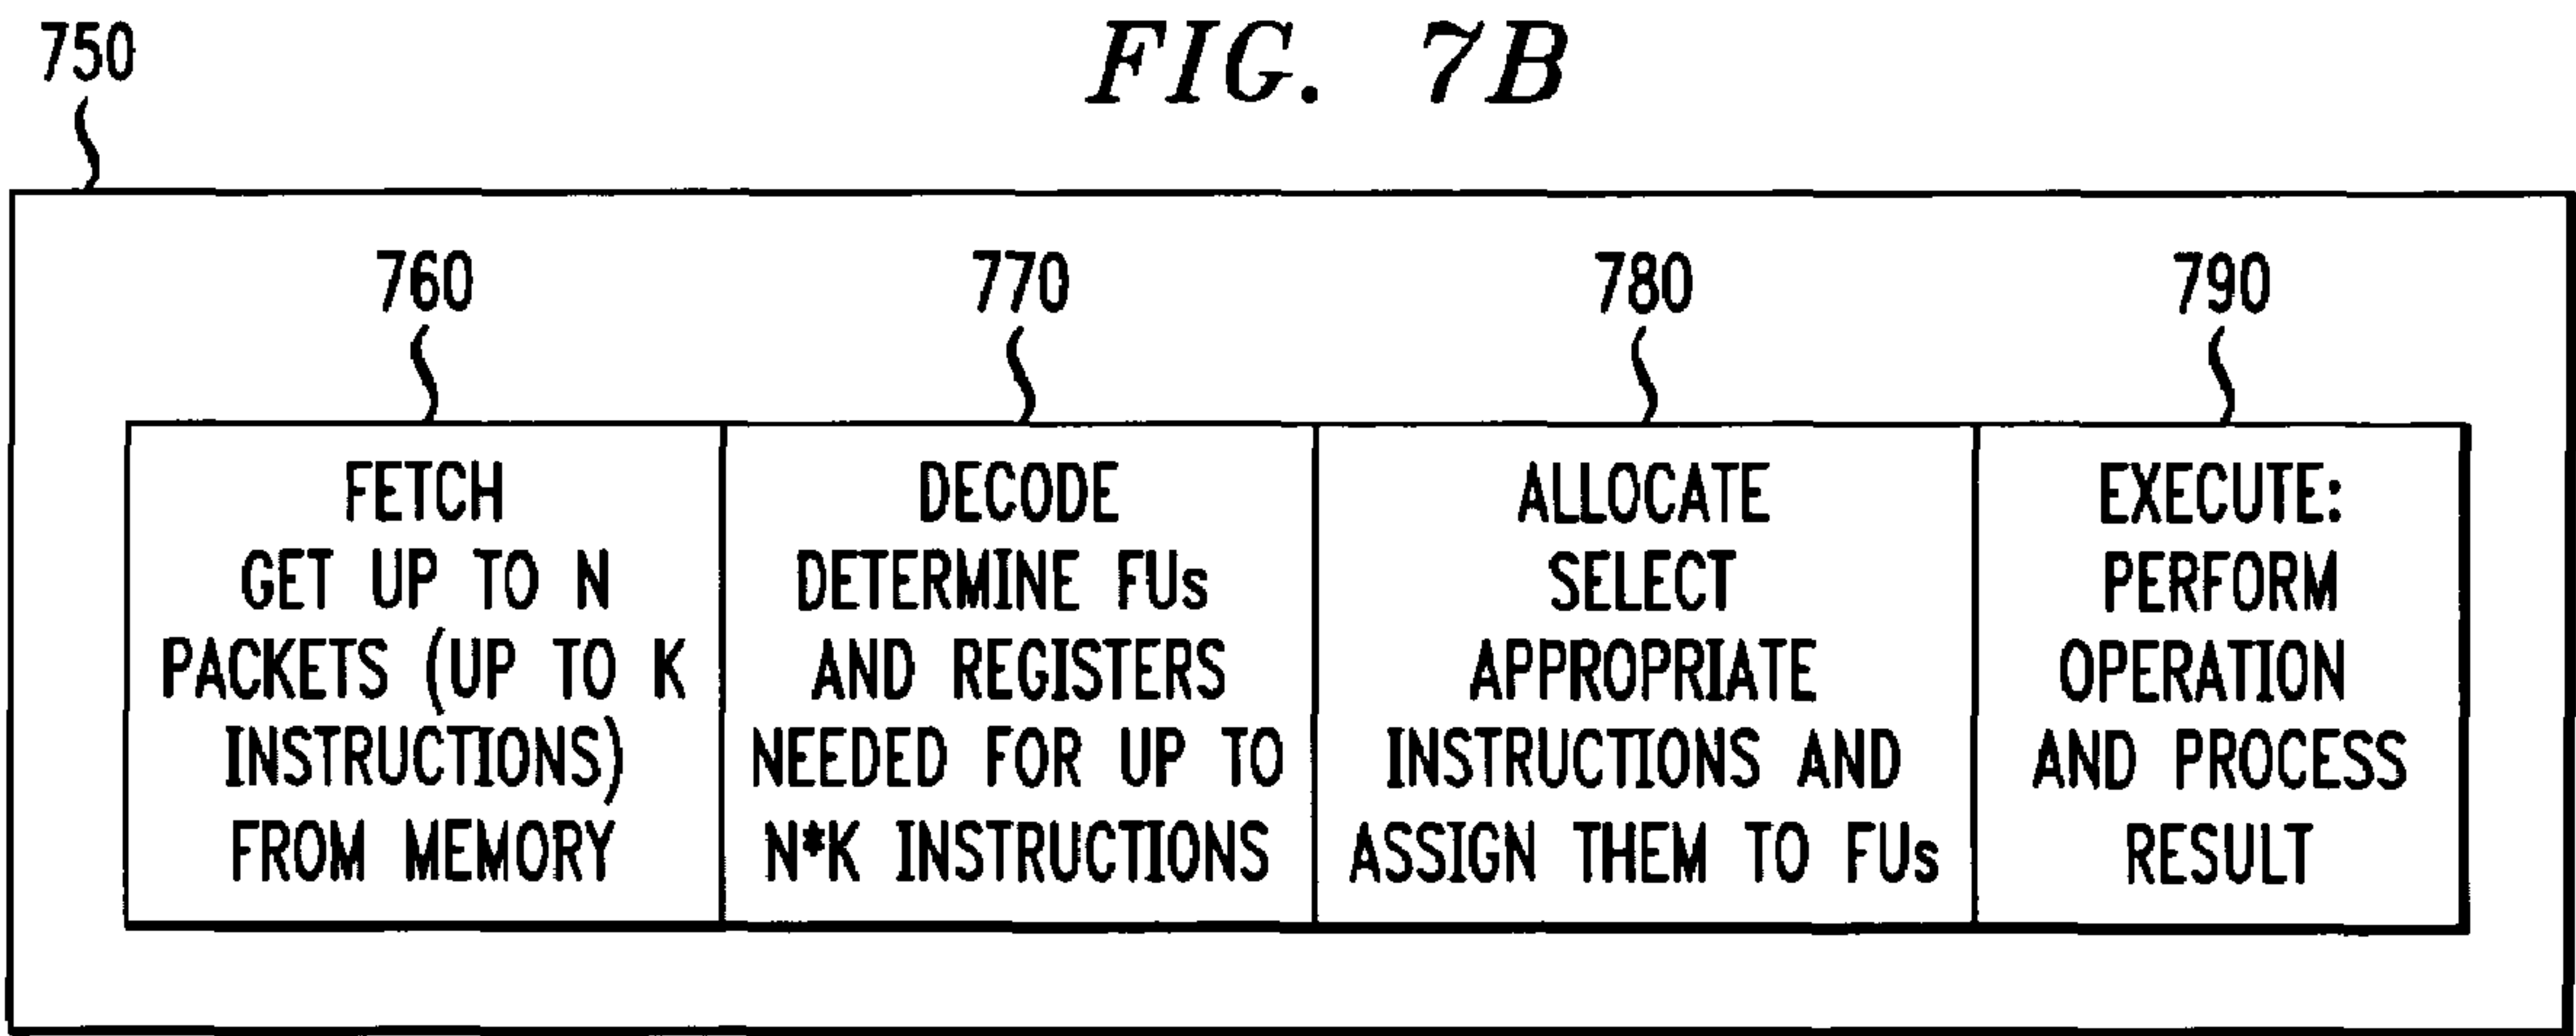 750
FIG. 7B
760
770
780
790
FETCH
GET UP TO N
PACKETS (UP TO K
INSTRUCTIONS)
FROM MEMORY
DECODE
DETERMINE FUs
AND REGISTERS
NEEDED FOR UP TO
N*K INSTRUCTIONS
ALLOCATE
SELECT
APPROPRIATE
INSTRUCTIONS AND
ASSIGN THEM TO FUs
EXECUTE:
PERFORM
OPERATION
AND PROCESS
RESULT